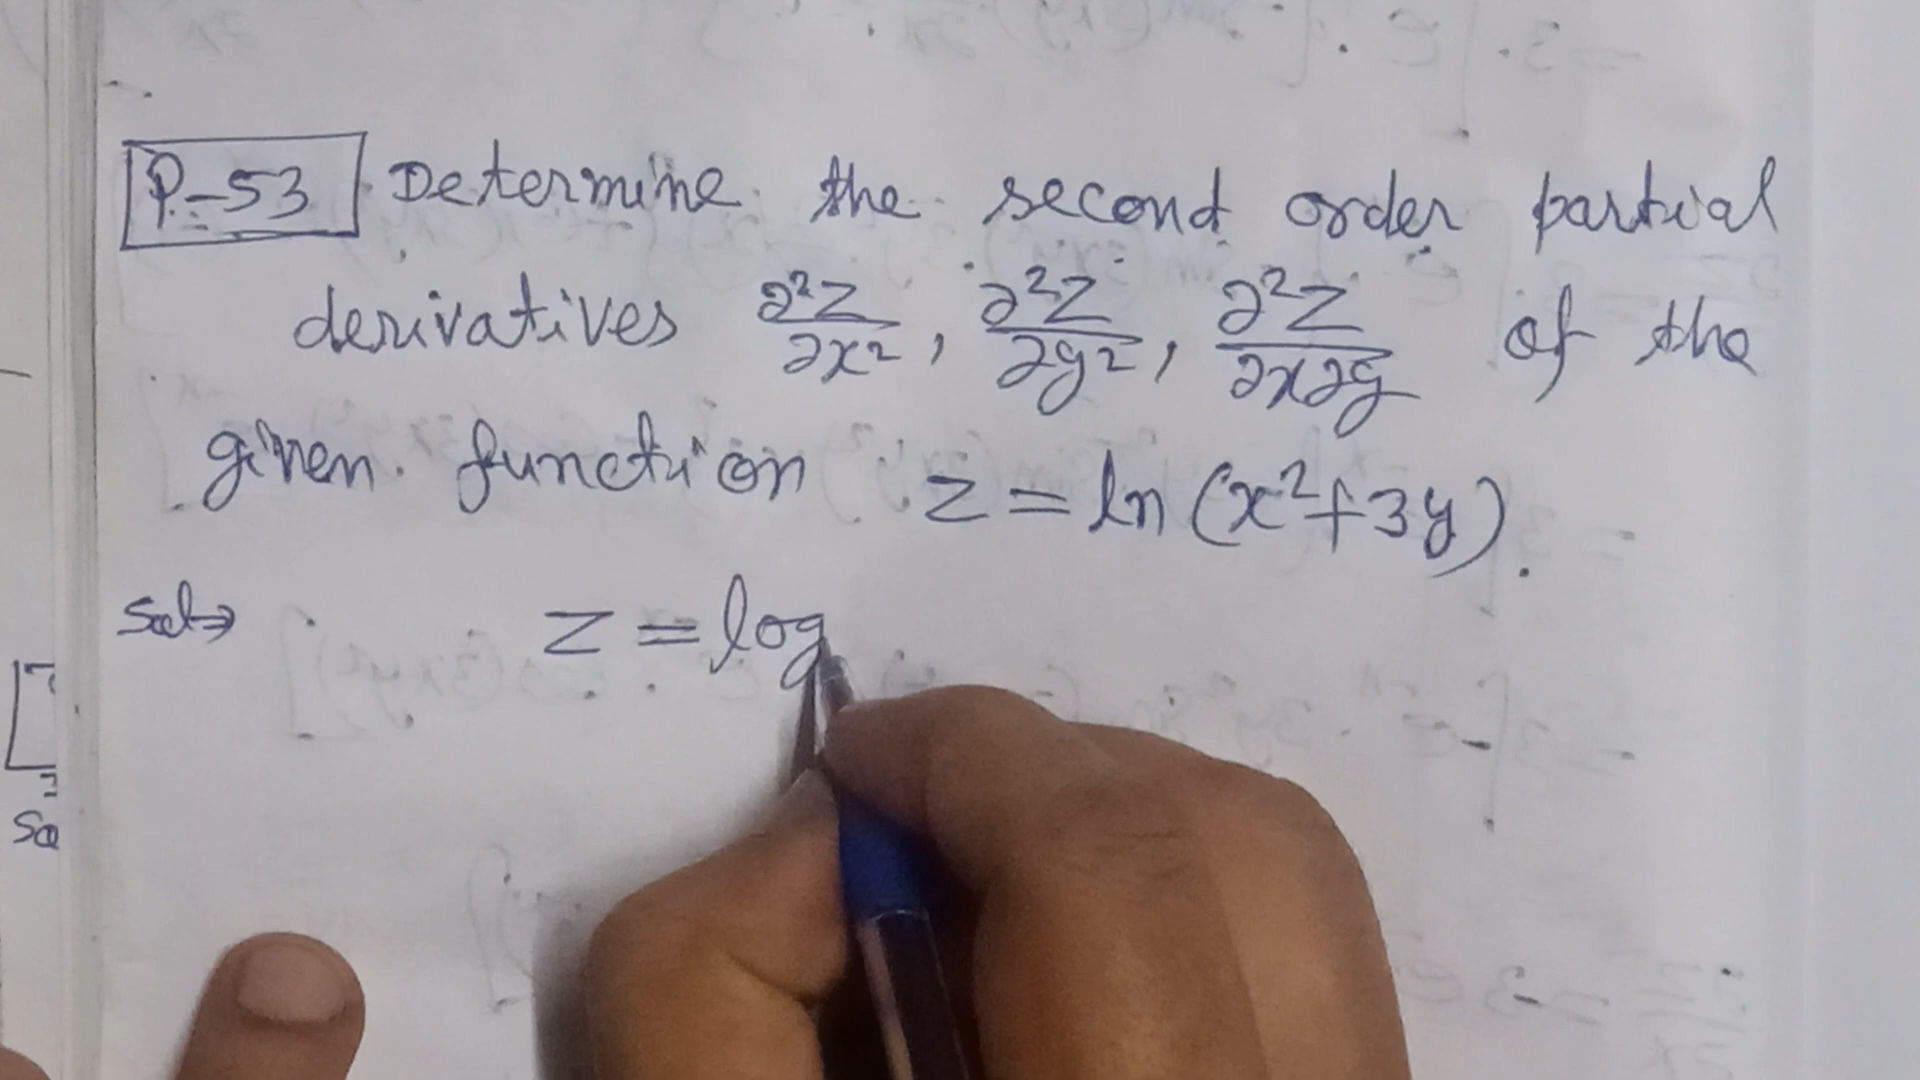 P-53 Determine the second order partial
derivatives ∂²z/∂x², ∂²z/∂y², ∂²z/∂x∂y of the
given function z = ln(x²+3y).
Sol→ z = log
So